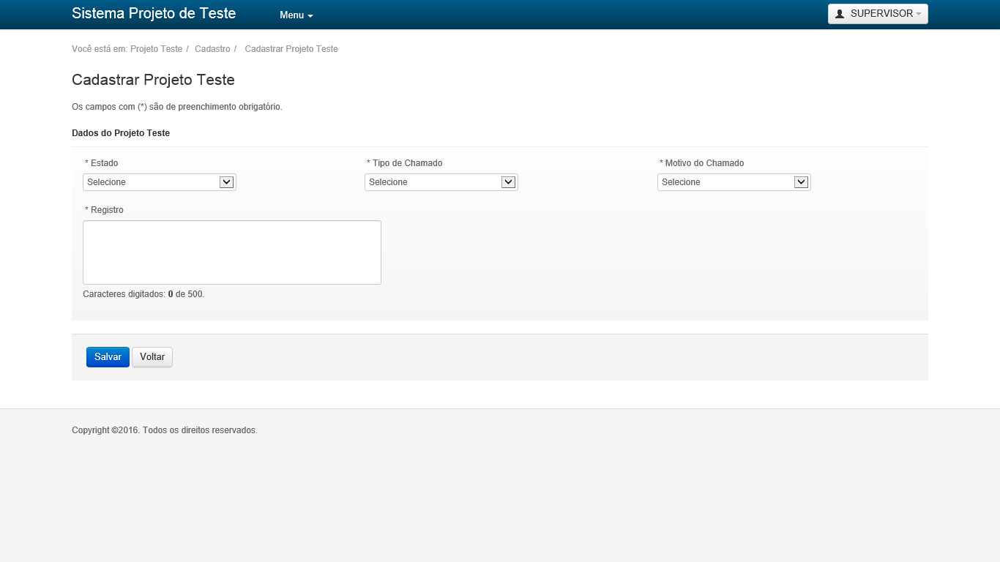 Sistema Projeto de Teste Menu SUPERVISOR
Você está em: Projeto Teste / Cadastro / Cadastrar Projeto Teste
Cadastrar Projeto Teste
Os campos com (*) são de preenchimento obrigatório.
Dados do Projeto Teste
* Estado * Tipo de Chamado * Motivo do Chamado
Selecione Selecione Selecione
* Registro
Caracteres digitados: 0 de 500.
Salvar Voltar
Copyright ©2016. Todos os direitos reservados.